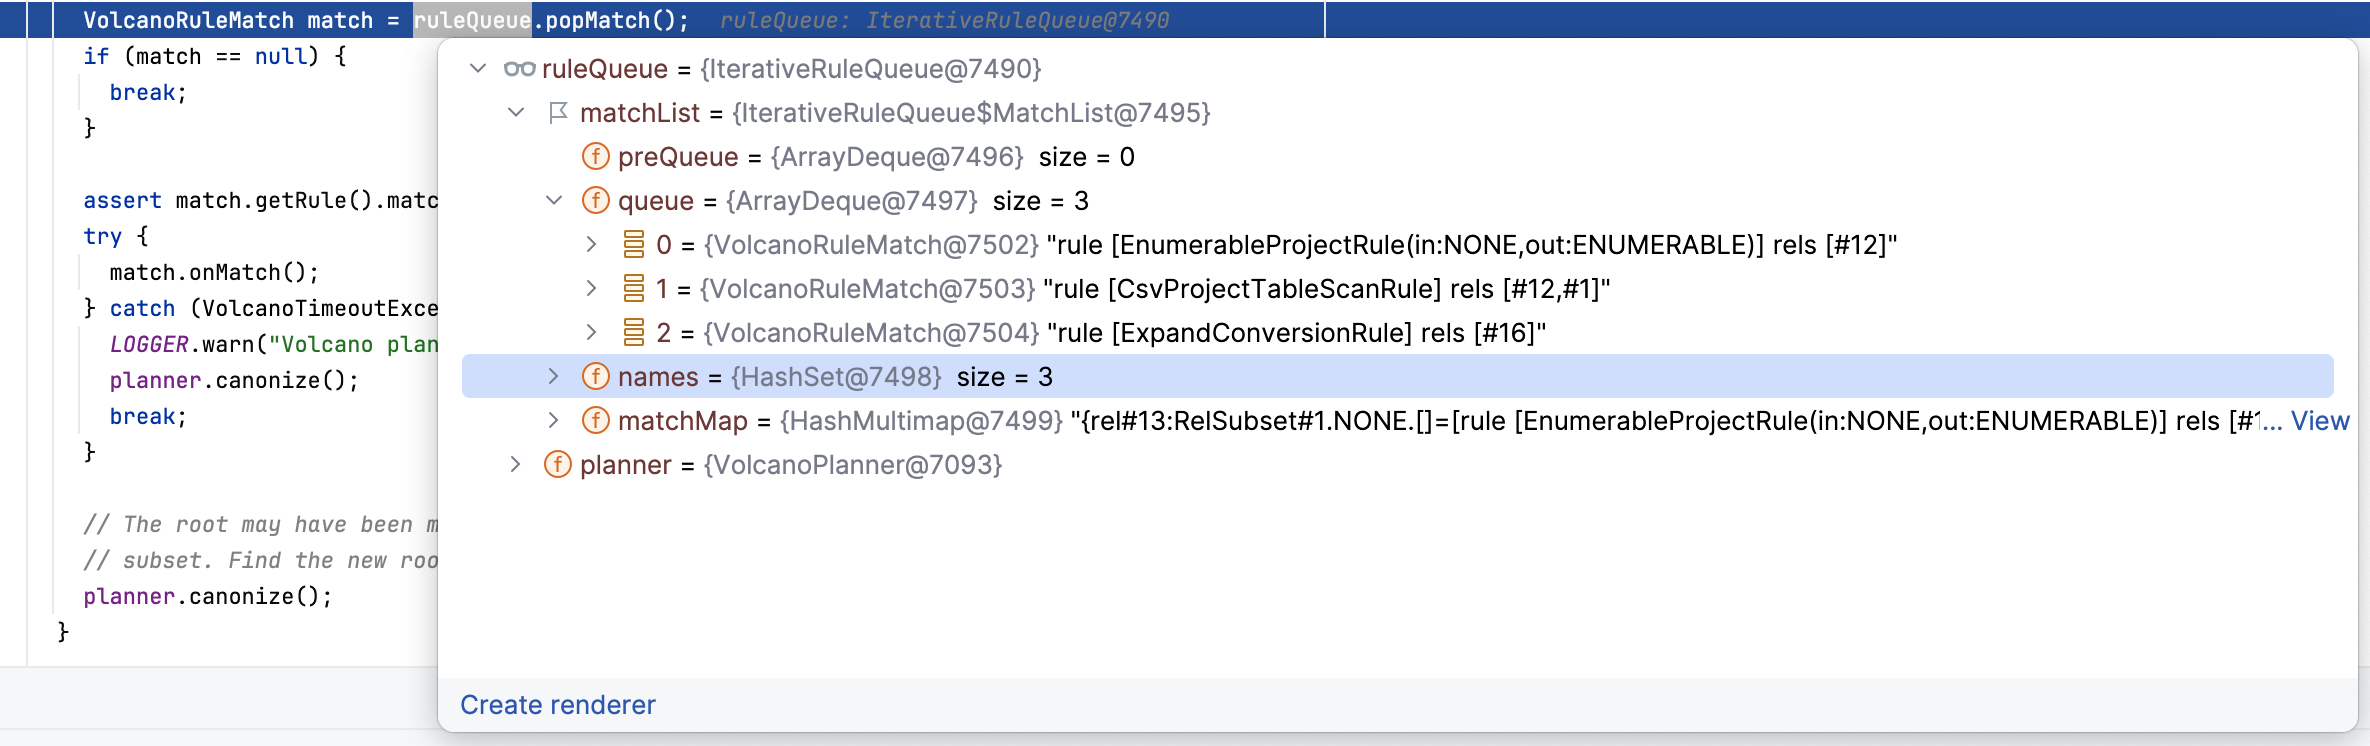 VolcanoRuleMatch match = ruleQueue.popMatch();  ruleQueue: IterativeRuleQueue@7490
if (match == null) {
break;
}
assert match.getRule().matc
try {
match.onMatch();
} catch (VolcanoTimeoutExce
LOGGER.warn("Volcano plan
planner.canonize();
break;
}
// The root may have been m
// subset. Find the new roo
planner.canonize();
}
ruleQueue = {IterativeRuleQueue@7490}
matchList = {IterativeRuleQueue$MatchList@7495}
f preQueue = {ArrayDeque@7496} size = 0
f queue = {ArrayDeque@7497} size = 3
0 = {VolcanoRuleMatch@7502} "rule [EnumerableProjectRule(in:NONE,out:ENUMERABLE)] rels [#12]"
1 = {VolcanoRuleMatch@7503} "rule [CsvProjectTableScanRule] rels [#12,#1]"
2 = {VolcanoRuleMatch@7504} "rule [ExpandConversionRule] rels [#16]"
f names = {HashSet@7498} size = 3
f matchMap = {HashMultimap@7499} "{rel#13:RelSubset#1.NONE.[]=[rule [EnumerableProjectRule(in:NONE,out:ENUMERABLE)] rels [#1... View
f planner = {VolcanoPlanner@7093}
Create renderer